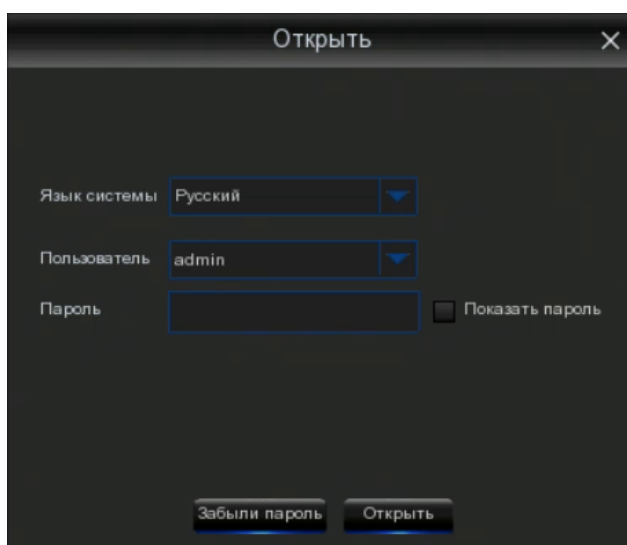 Открыть
Язык системы Русский
Пользователь admin
Пароль Показать пароль
Забыли пароль Открыть